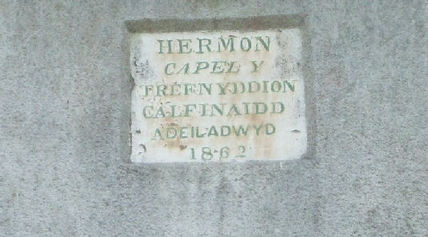 HERMON
CAPEL Y
TREFNYDDION
CALFINAIDD
ADEILADWYD
1862